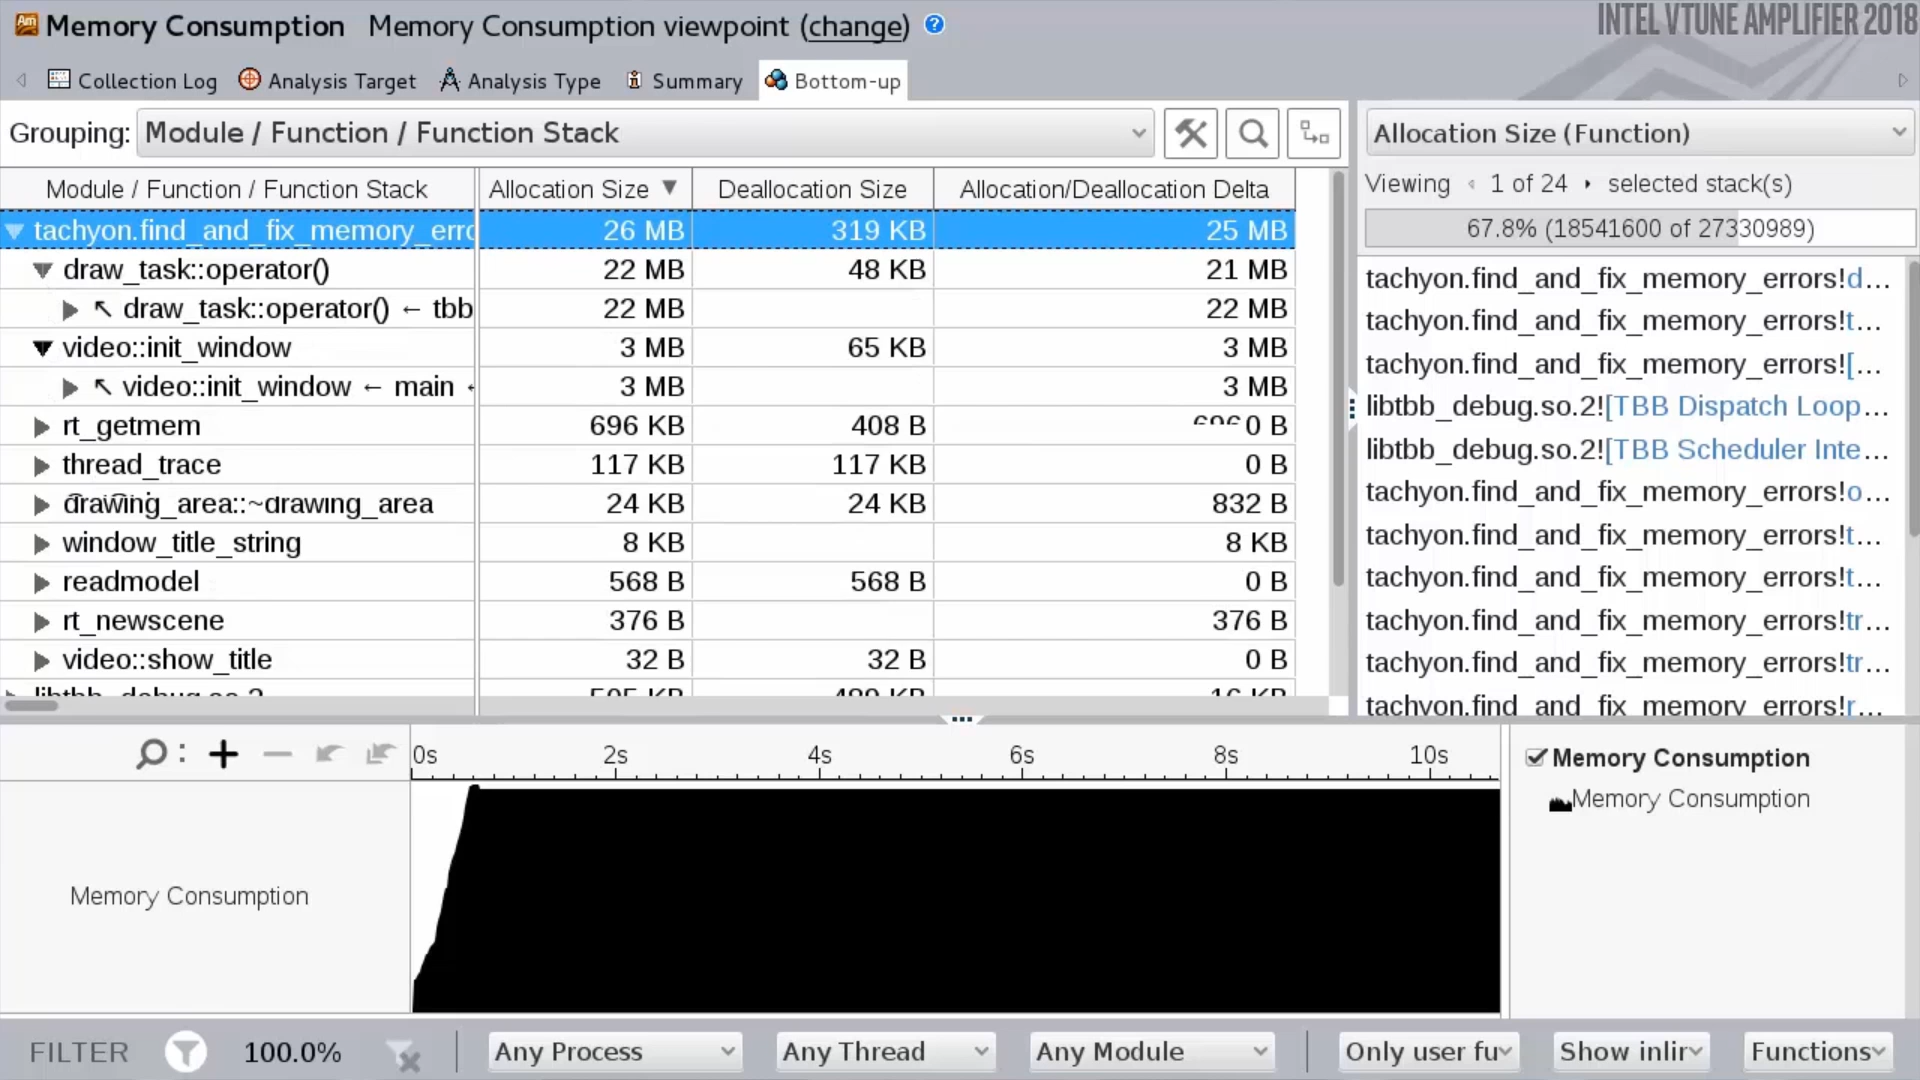 Memory Consumption Memory Consumption viewpoint (change) ?
INTEL VTUNE AMPLIFIER 2018
Collection Log Analysis Target Analysis Type Summary Bottom-up
Grouping: Module / Function / Function Stack
Module / Function / Function Stack Allocation Size Deallocation Size Allocation/Deallocation Delta
tachyon.find_and_fix_memory_erro 26 MB 319 KB 25 MB
draw_task::operator() 22 MB 48 KB 21 MB
draw_task::operator() ← tbb 22 MB 22 MB
video::init_window 3 MB 65 KB 3 MB
video::init_window ← main ← 3 MB 3 MB
rt_getmem 696 KB 408 B 0 B
thread_trace 117 KB 117 KB 0 B
drawing_area::~drawing_area 24 KB 24 KB 832 B
window_title_string 8 KB 8 KB
readmodel 568 B 568 B 0 B
rt_newscene 376 B 376 B
video::show_title 32 B 32 B 0 B
libtbb_debug.so.2 16 KB
Allocation Size (Function)
Viewing 1 of 24 selected stack(s)
67.8% (18541600 of 27330989)
tachyon.find_and_fix_memory_errors!d...
tachyon.find_and_fix_memory_errors!t...
tachyon.find_and_fix_memory_errors![...
libtbb_debug.so.2![TBB Dispatch Loop...
libtbb_debug.so.2![TBB Scheduler Inte...
tachyon.find_and_fix_memory_errors!o...
tachyon.find_and_fix_memory_errors!t...
tachyon.find_and_fix_memory_errors!t...
tachyon.find_and_fix_memory_errors!tr...
tachyon.find_and_fix_memory_errors!tr...
tachyon.find_and_fix_memory_errors!r...
0s 2s 4s 6s 8s 10s
Memory Consumption
Memory Consumption
Memory Consumption
FILTER 100.0% Any Process Any Thread Any Module Only user fu Show inlir Functions